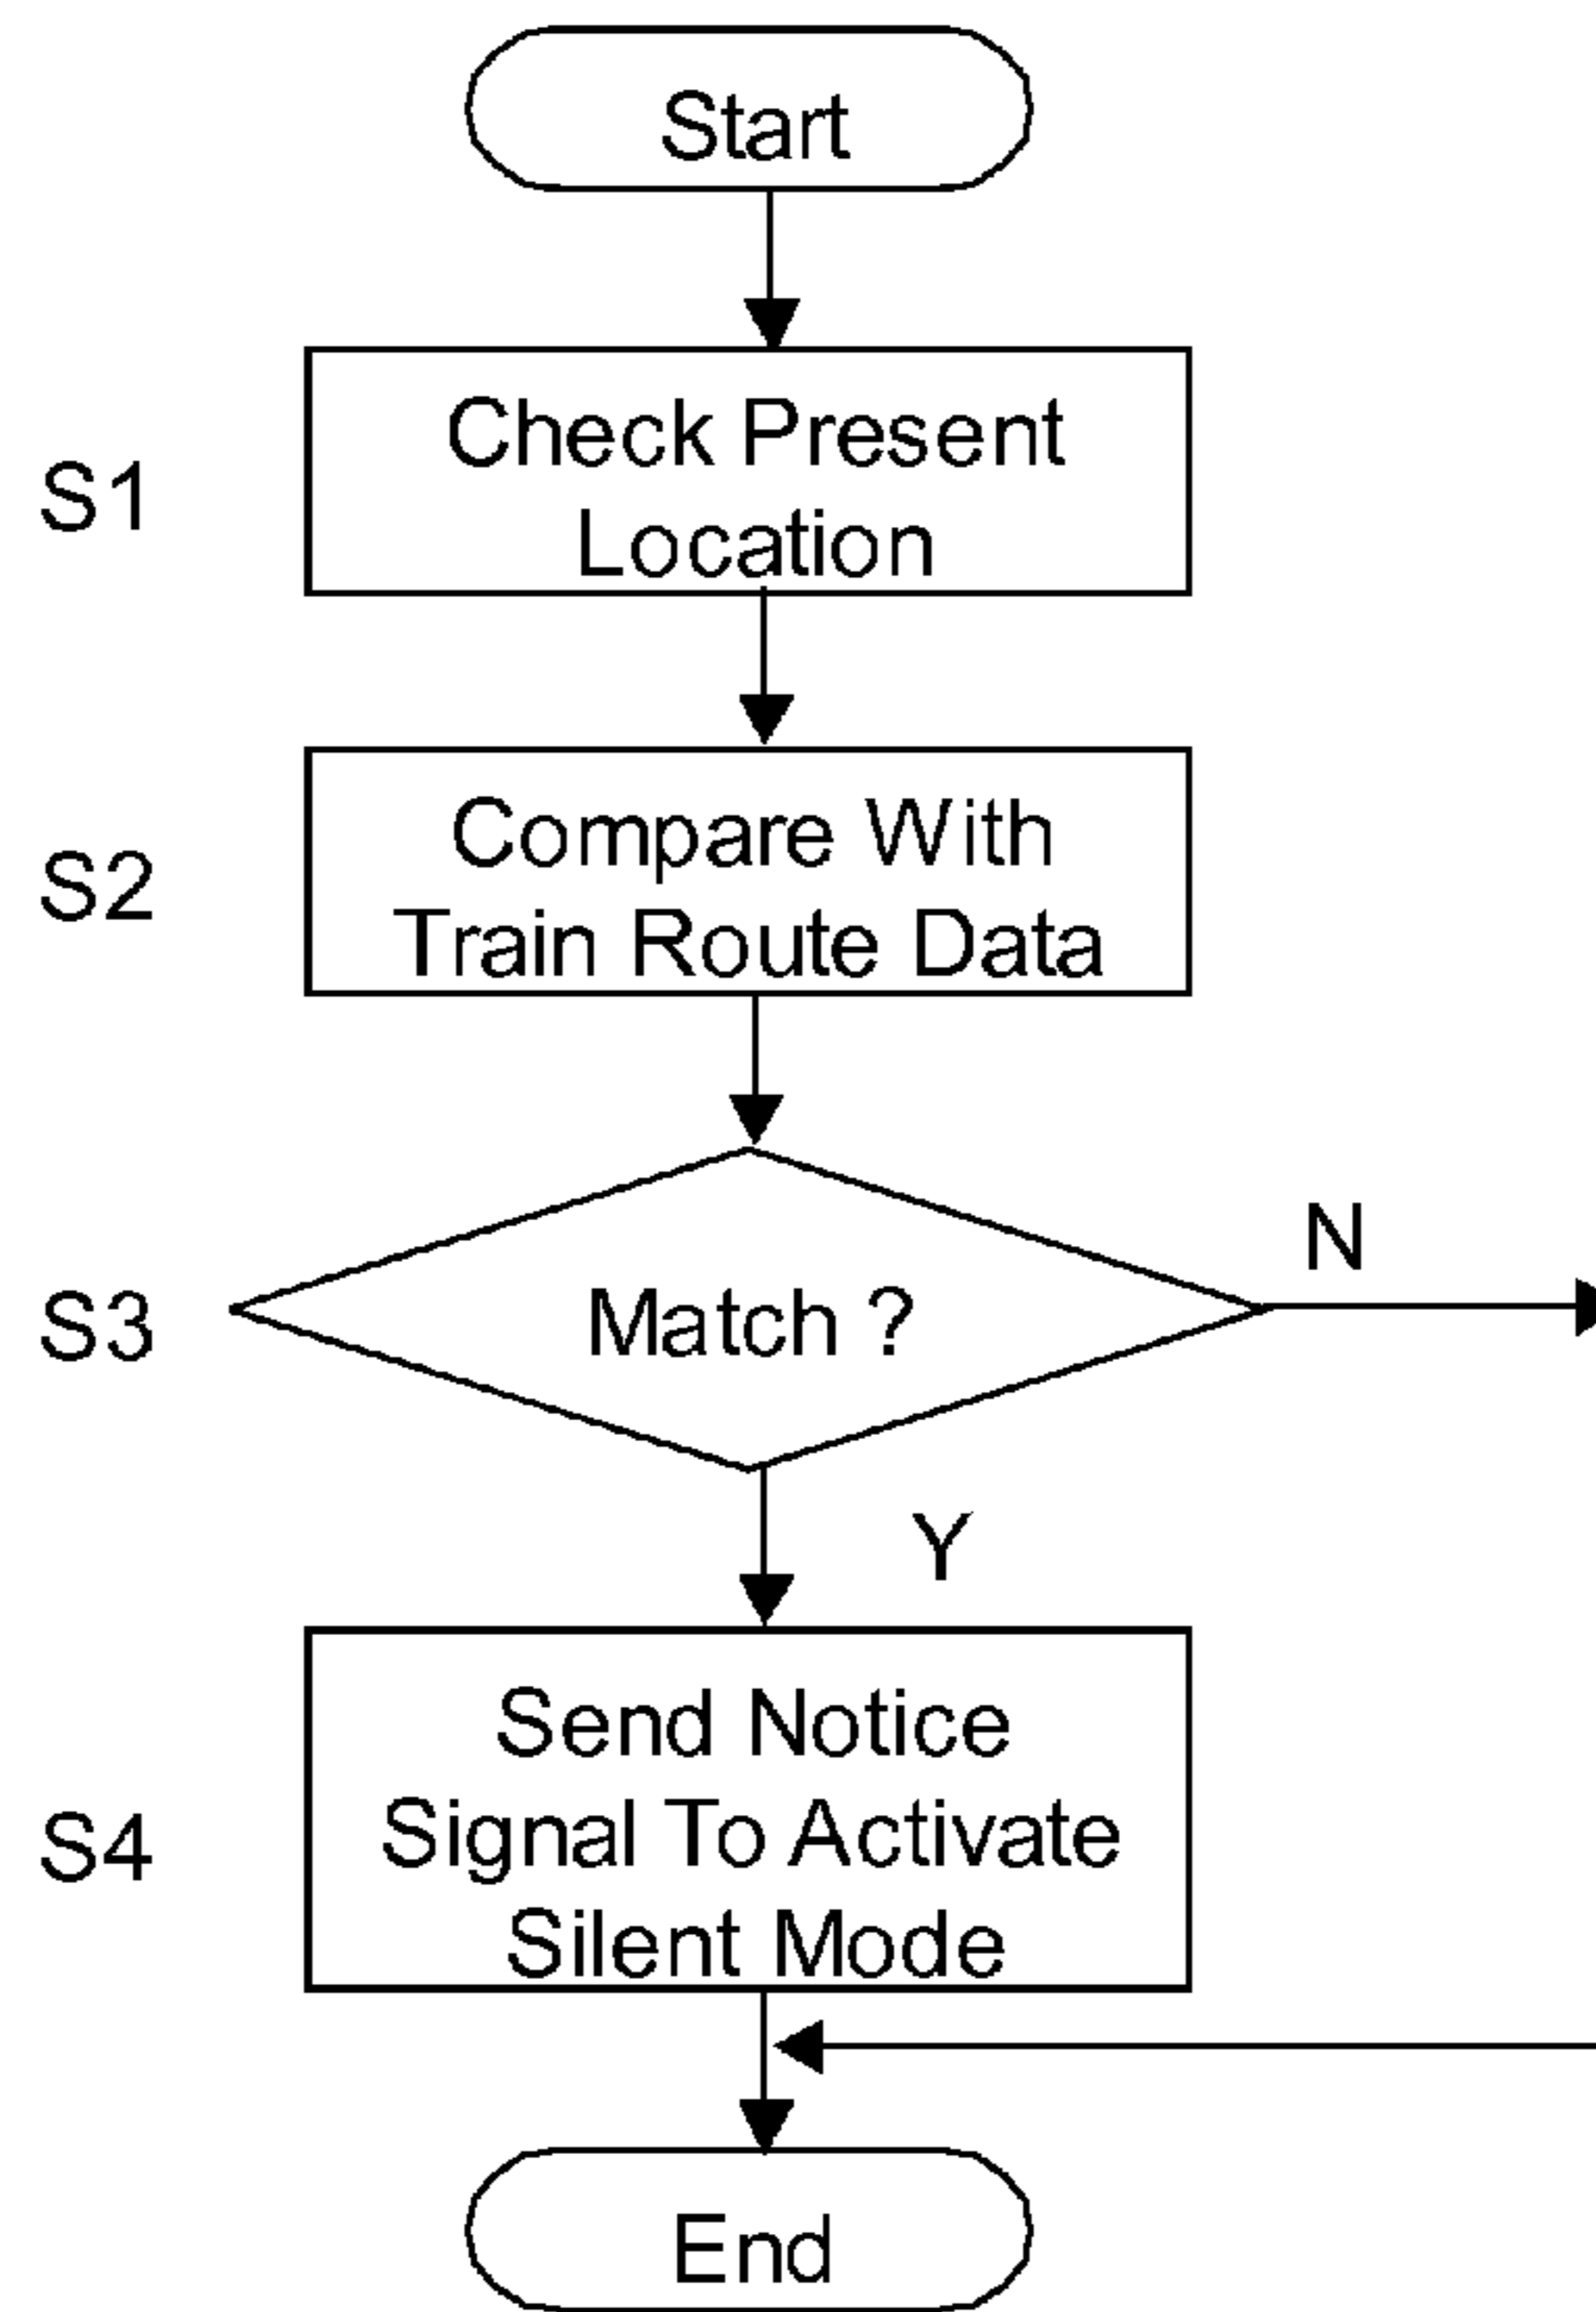 Start
S1
Check Present
Location
S2
Compare With
Train Route Data
S3
Match ?
N
Y
S4
Send Notice
Signal To Activate
Silent Mode
End